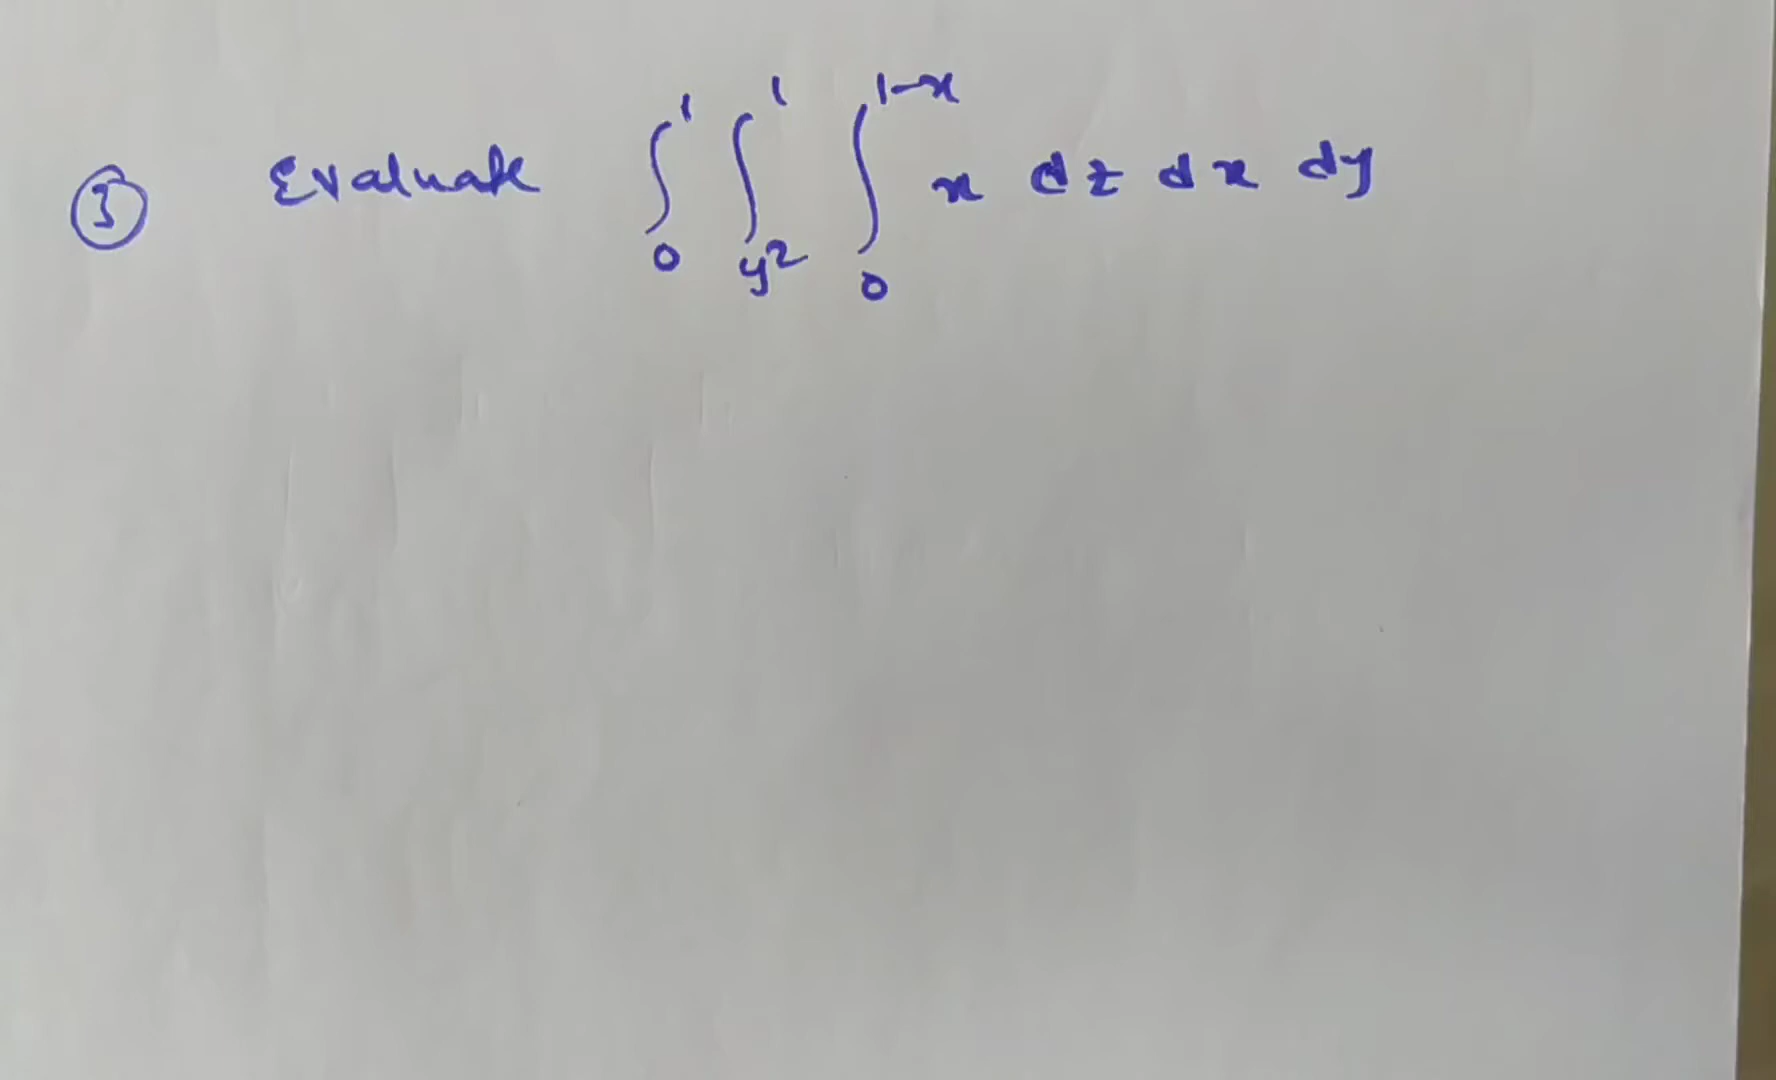 ③ Evaluate ∫₀¹ ∫_{y²}¹ ∫₀^{1-x} x dz dx dy